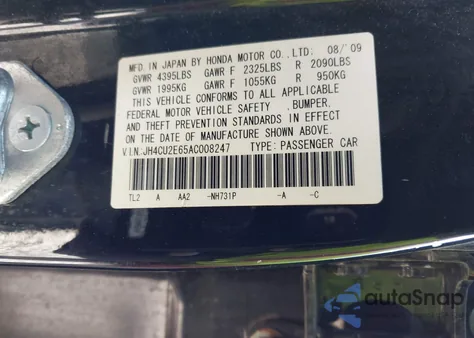 MFD. IN JAPAN BY HONDA MOTOR CO., LTD. 08/'09
GVWR 4395LBS GAWR F 2325LBS R 2090LBS
GVWR 1995KG GAWR F 1055KG R 950KG
THIS VEHICLE CONFORMS TO ALL APPLICABLE
FEDERAL MOTOR VEHICLE SAFETY , BUMPER,
AND THEFT PREVENTION STANDARDS IN EFFECT
ON DATE OF MANUFACTURE SHOWN ABOVE.
V I.N:JH4CU2E65AC008247 TYPE:PASSENGER CAR
TL2 A AA2 -NH731P -A -C
autoSnap